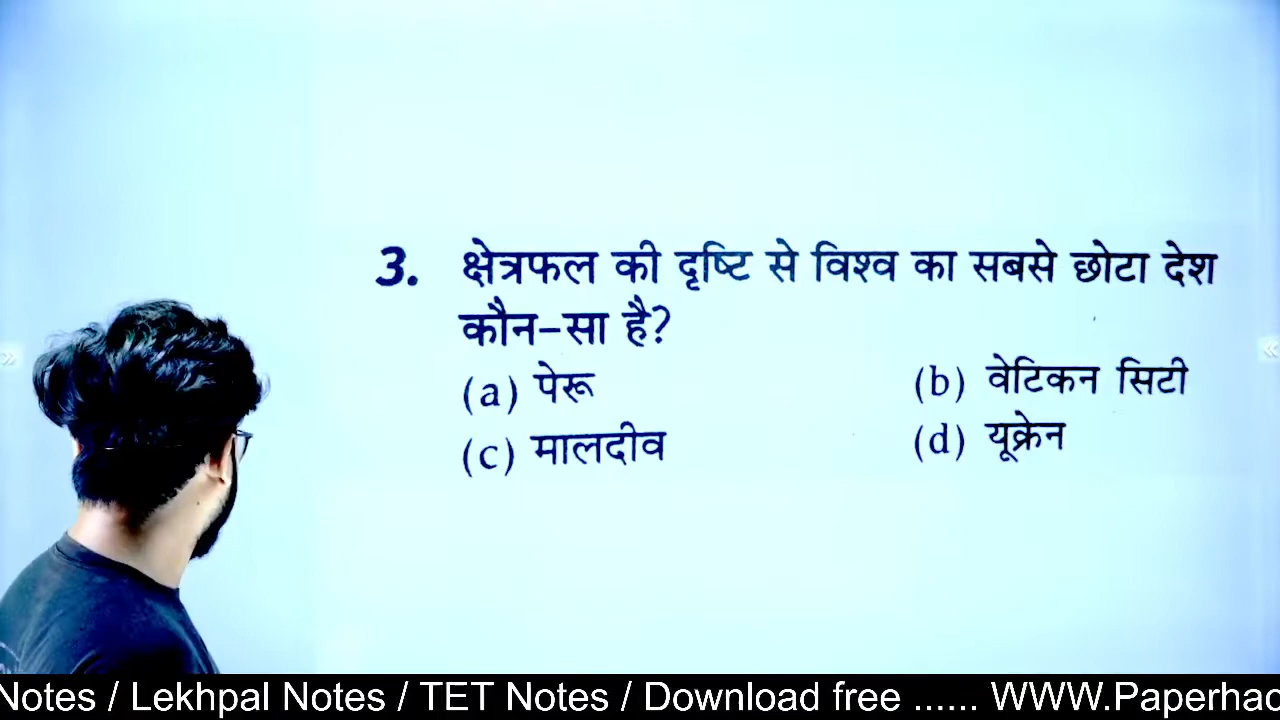 3. क्षेत्रफल की दृष्टि से विश्व का सबसे छोटा देश
कौन-सा है?
(a) पेरू (b) वेटिकन सिटी
(c) मालदीव (d) यूक्रेन
Notes / Lekhpal Notes / TET Notes / Download free ...... WWW.Paperhac